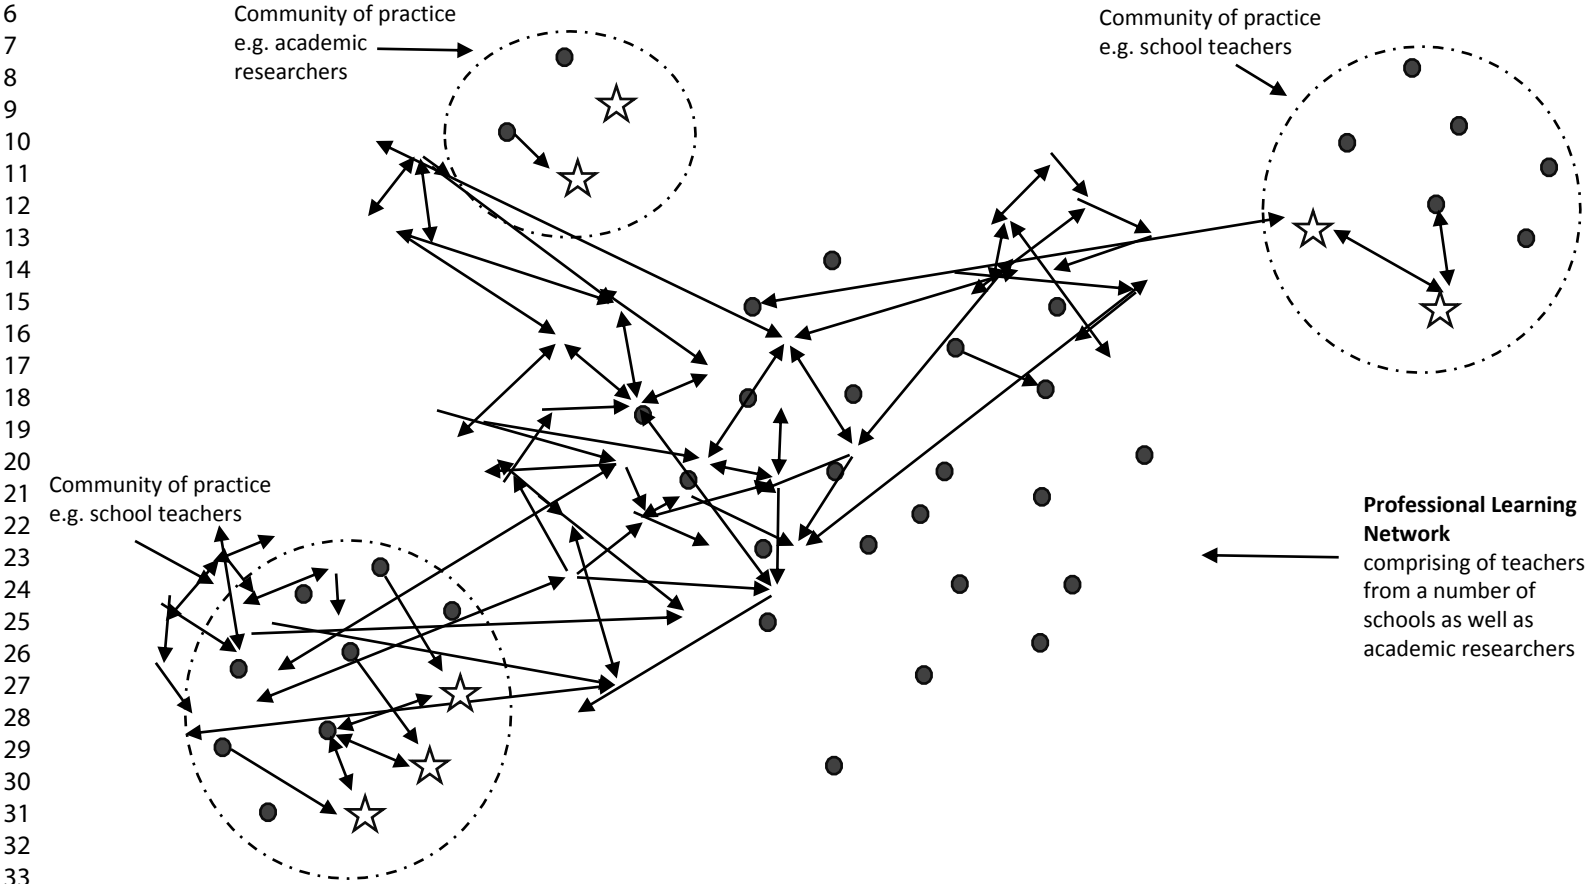 6
7
8
9
10
11
12
13
14
15
16
17
18
19
20
21
22
23
24
25
26
27
28
29
30
31
32
33
Community of practice
e.g. academic
researchers
Community of practice
e.g. school teachers
Community of practice
e.g. school teachers
Professional Learning
Network
comprising of teachers
from a number of
schools as well as
academic researchers